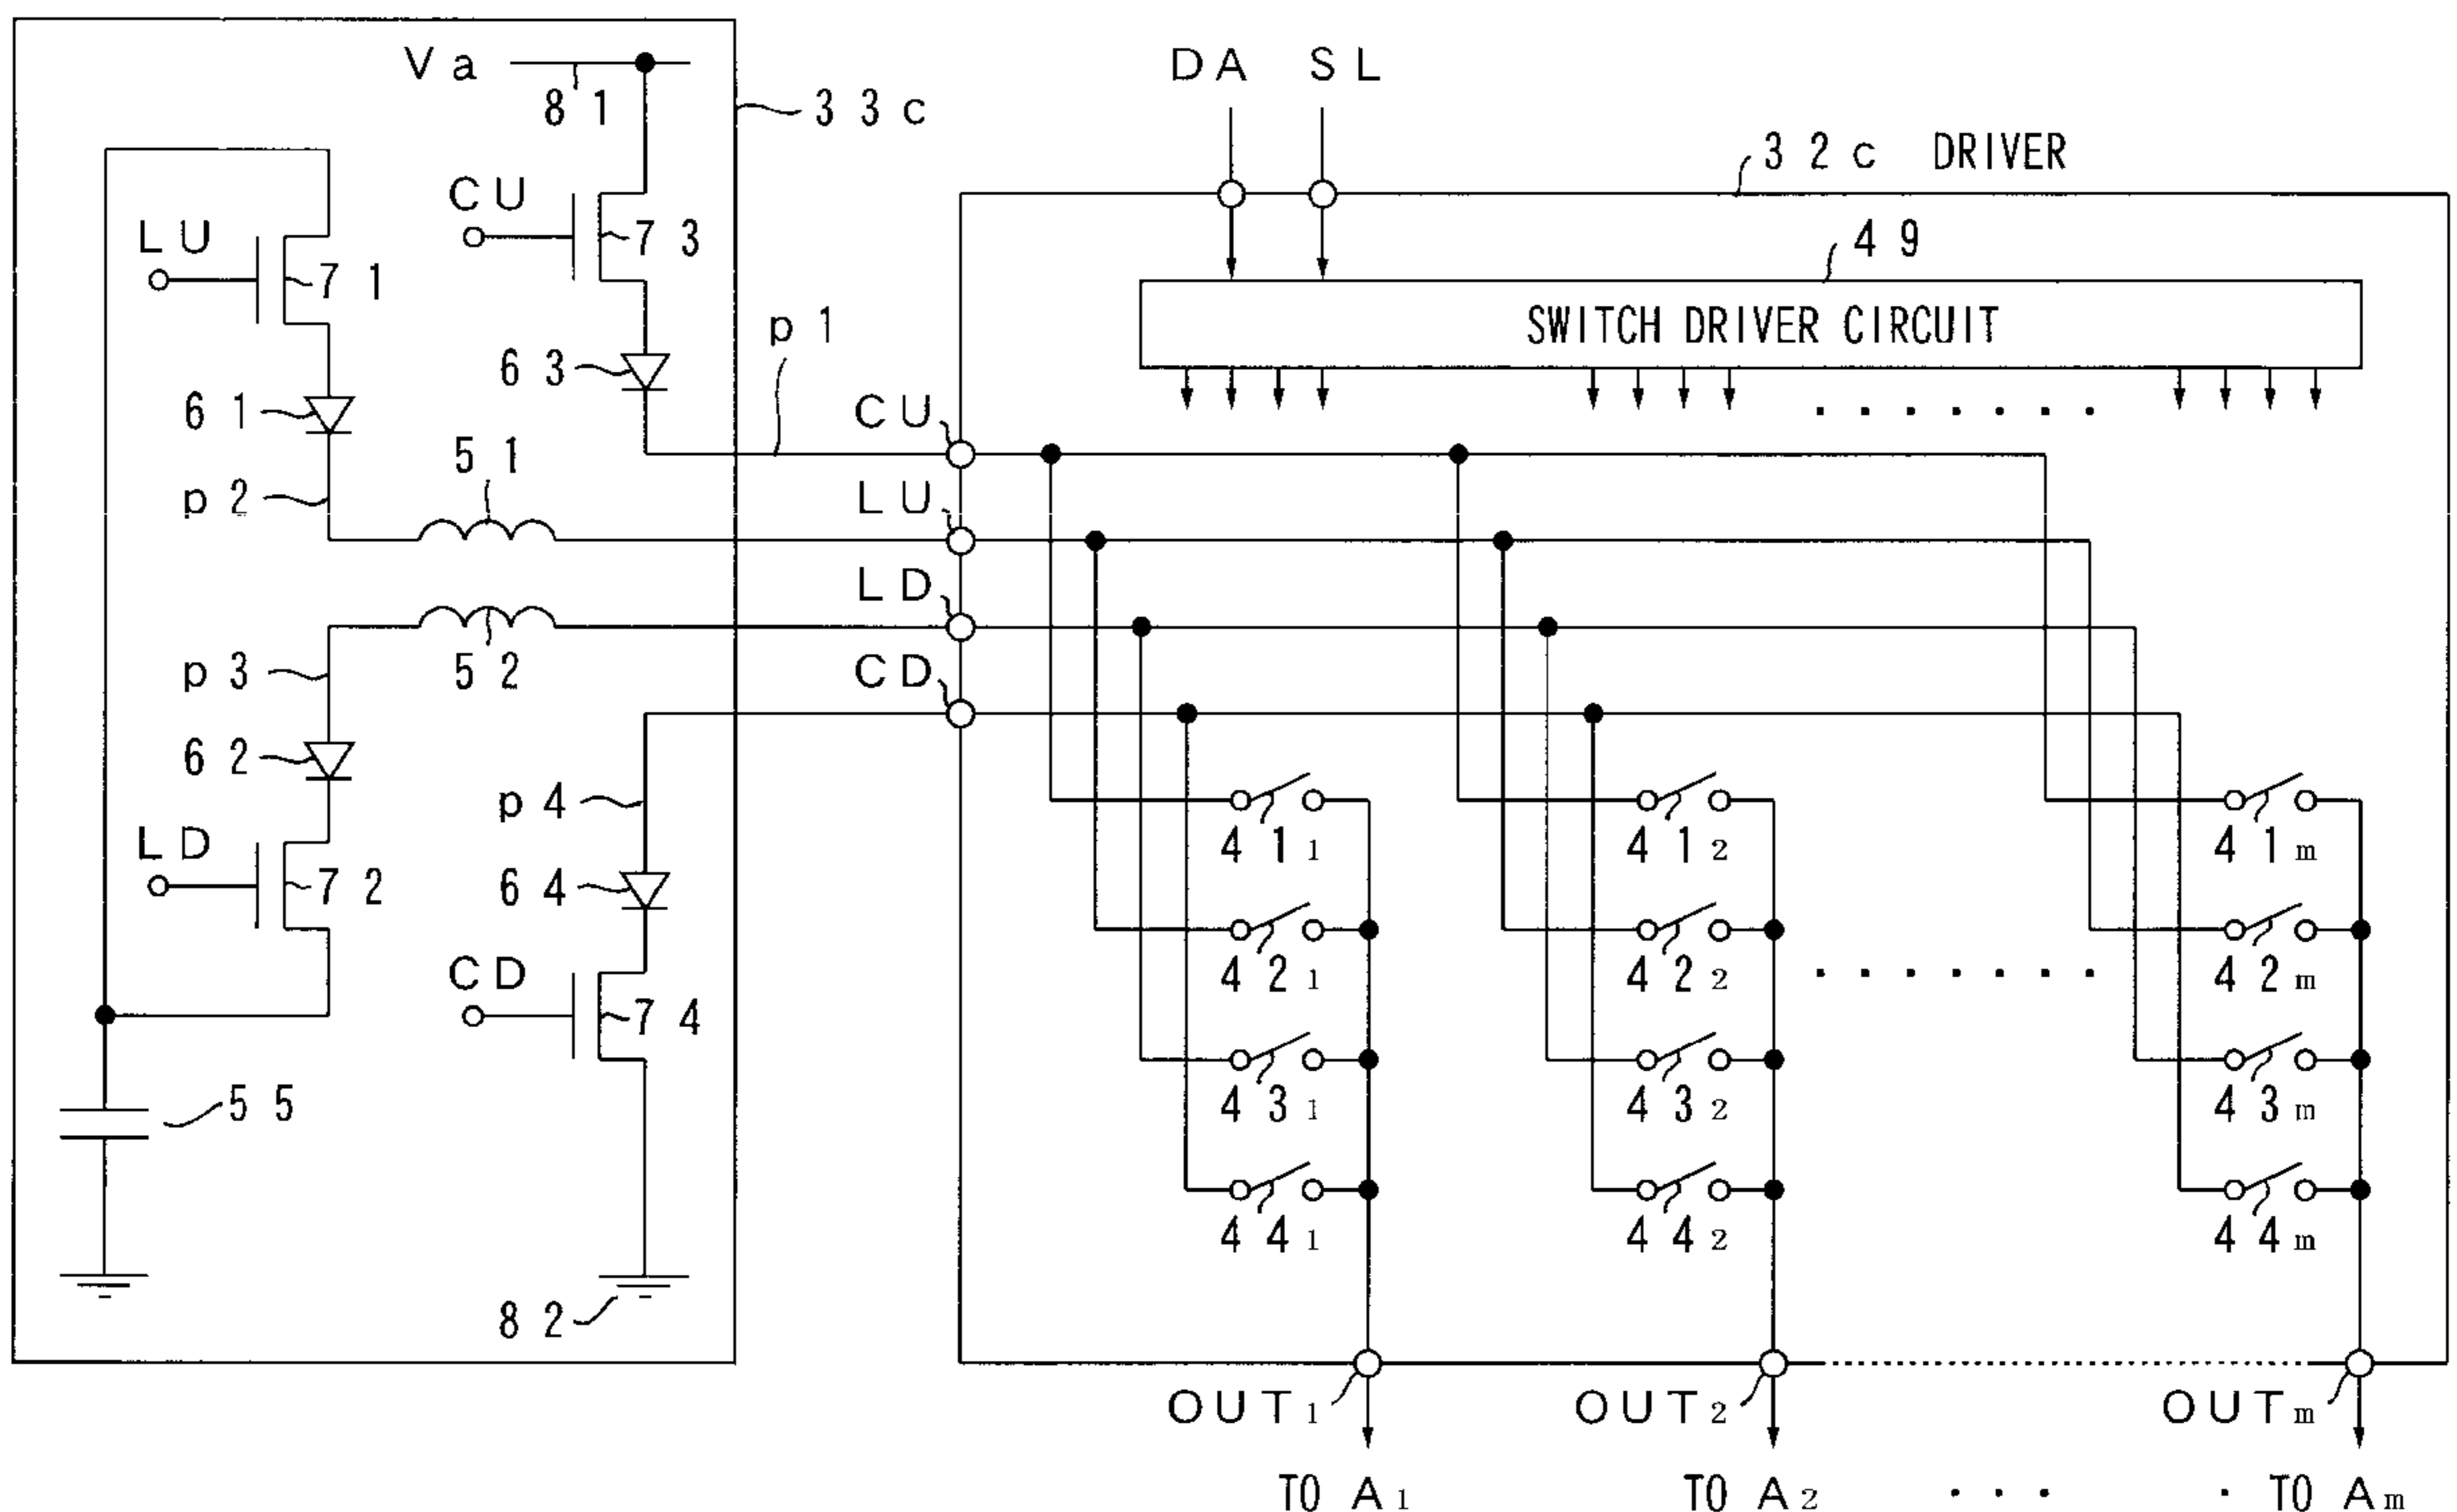 Va
81
33c
DA SL
32c DRIVER
CU
73
LU
71
49
SWITCH DRIVER CIRCUIT
p1
63
61
CU
51
p2
LU
LD
p3
52
CD
62
p4
LD
72
64
CD
74
55
82
41₁
41₂
41m
42₁
42₂
42m
43₁
43₂
43m
44₁
44₂
44m
OUT₁
OUT₂
OUTm
TO A₁
TO A₂
TO Am